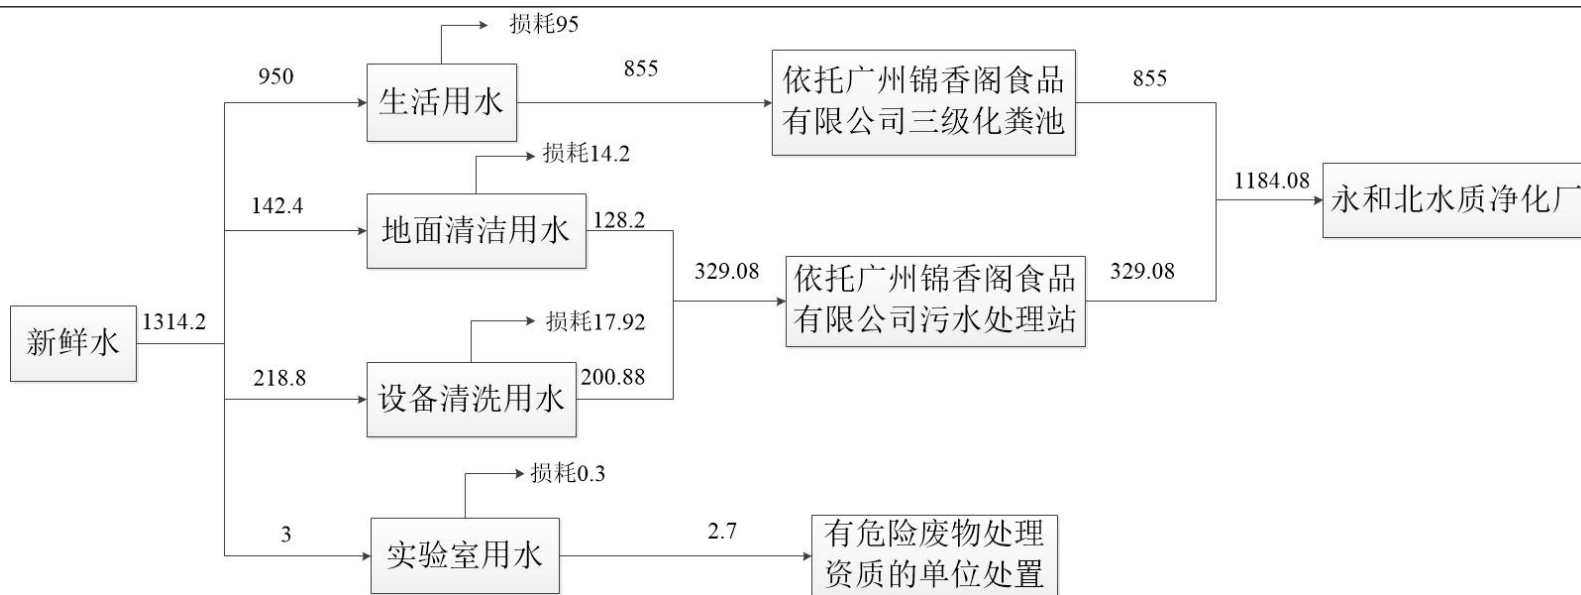 损耗95
950
生活用水
855
依托广州锦香阁食品
有限公司三级化粪池
855
损耗14.2
142.4
地面清洁用水
128.2
1184.08
永和北水质净化厂
329.08
依托广州锦香阁食品
有限公司污水处理站
329.08
新鲜水
1314.2
损耗17.92
218.8
设备清洗用水
200.88
损耗0.3
3
实验室用水
2.7
有危险废物处理
资质的单位处置